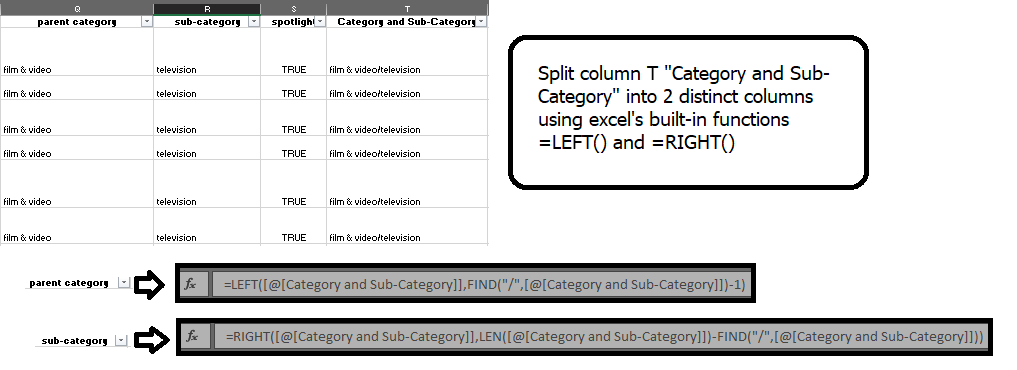 Q R S T
parent category sub-category spotlight Category and Sub-Category
film & video television TRUE film & video/television
film & video television TRUE film & video/television
film & video television TRUE film & video/television
film & video television TRUE film & video/television
film & video television TRUE film & video/television
film & video television TRUE film & video/television
Split column T "Category and Sub-
Category" into 2 distinct columns
using excel's built-in functions
=LEFT() and =RIGHT()
parent category fx =LEFT([@[Category and Sub-Category]],FIND("/",[@[Category and Sub-Category]])-1)
sub-category fx =RIGHT([@[Category and Sub-Category]],LEN([@[Category and Sub-Category]])-FIND("/",[@[Category and Sub-Category]]))